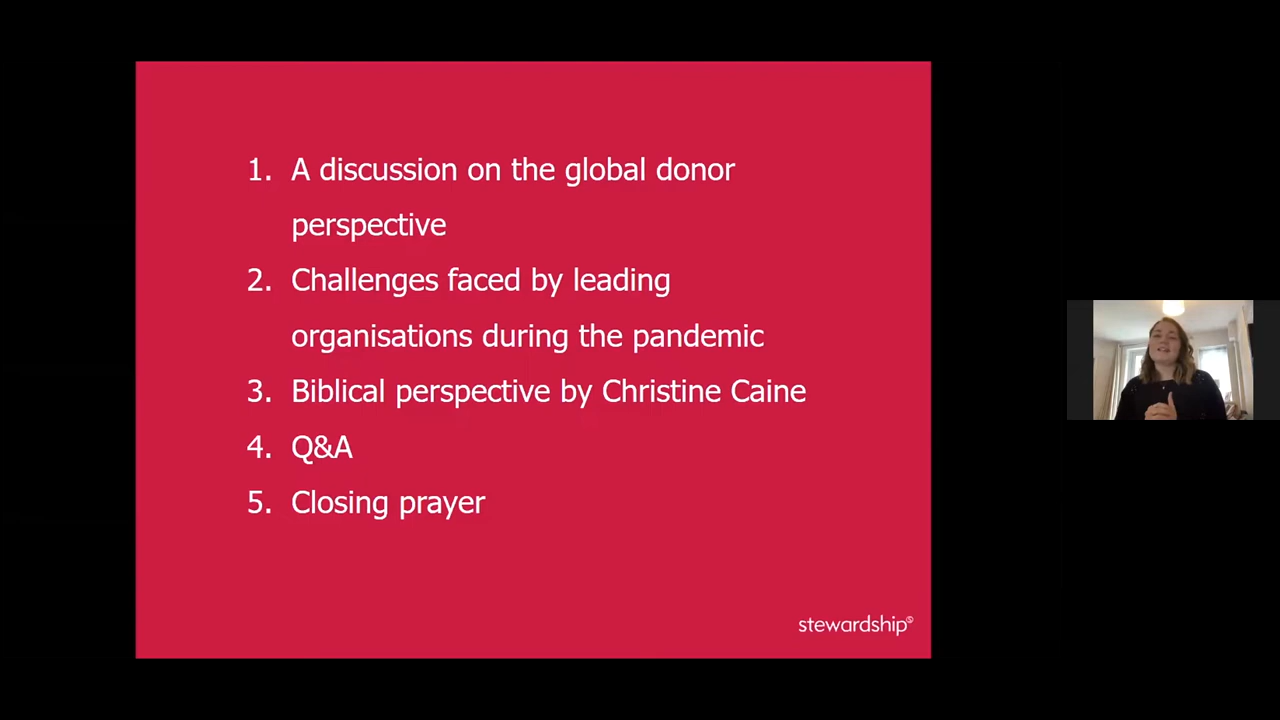 1. A discussion on the global donor
perspective
2. Challenges faced by leading
organisations during the pandemic
3. Biblical perspective by Christine Caine
4. Q&A
5. Closing prayer
stewardship